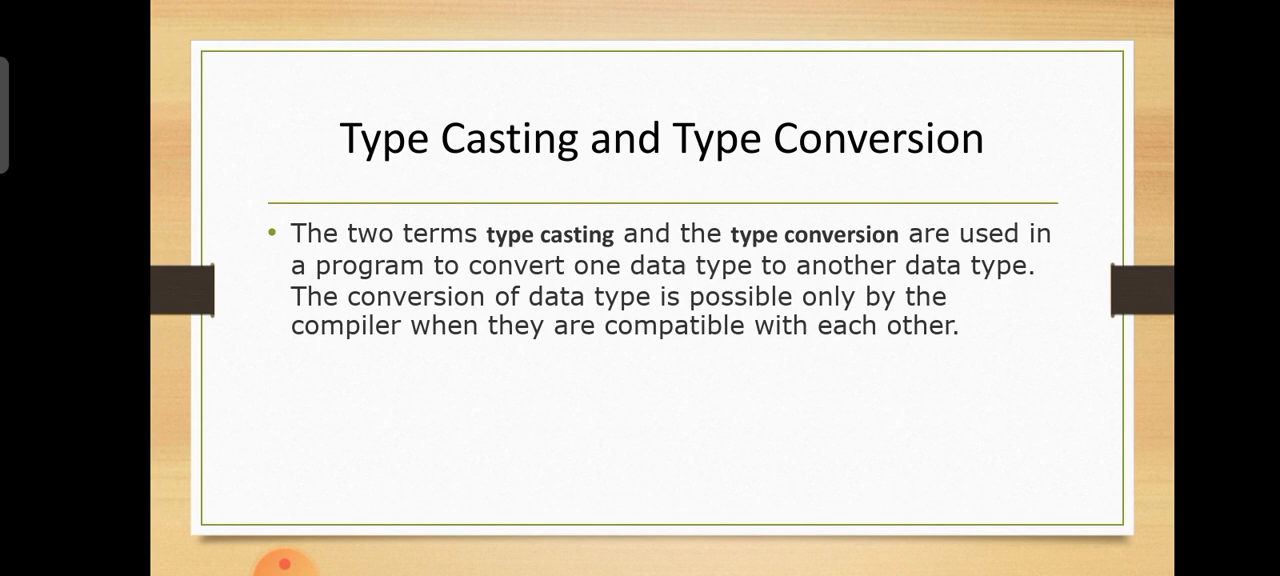 Type Casting and Type Conversion
• The two terms type casting and the type conversion are used in
a program to convert one data type to another data type.
The conversion of data type is possible only by the
compiler when they are compatible with each other.